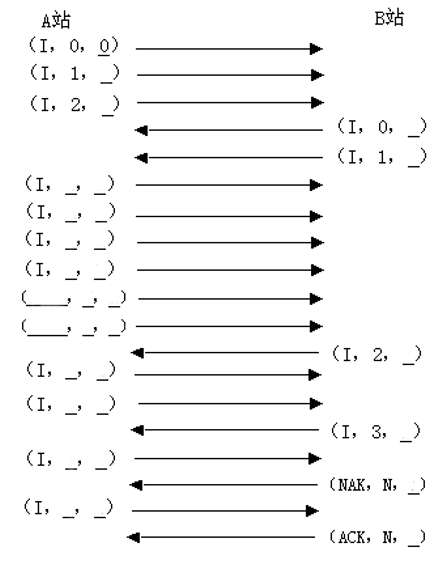 A站 B站
(I, 0, 0)
(I, 1, _)
(I, 2, _)
(I, 0, _)
(I, 1, _)
(I, _, _)
(I, _, _)
(I, _, _)
(I, _, _)
(____, _, _)
(____, _, _)
(I, 2, _)
(I, _, _)
(I, _, _)
(I, 3, _)
(I, _, _)
(NAK, N, _)
(I, _, _)
(ACK, N, _)